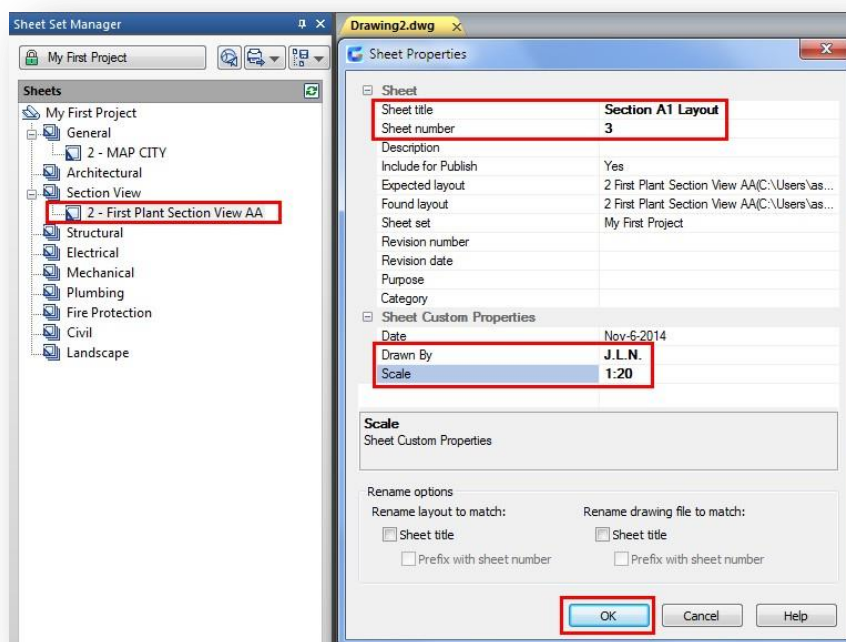 Sheet Set Manager
My First Project
Sheets
My First Project
General
2 - MAP CITY
Architectural
Section View
2 - First Plant Section View AA
Structural
Electrical
Mechanical
Plumbing
Fire Protection
Civil
Landscape
Drawing2.dwg
Sheet Properties
Sheet
Sheet title Section A1 Layout
Sheet number 3
Description
Include for Publish Yes
Expected layout 2 First Plant Section View AA(C:\Users\as...
Found layout 2 First Plant Section View AA(C:\Users\as...
Sheet set My First Project
Revision number
Revision date
Purpose
Category
Sheet Custom Properties
Date Nov-6-2014
Drawn By J.L.N.
Scale 1:20
Scale
Sheet Custom Properties
Rename options
Rename layout to match: Rename drawing file to match:
Sheet title Sheet title
Prefix with sheet number Prefix with sheet number
OK Cancel Help